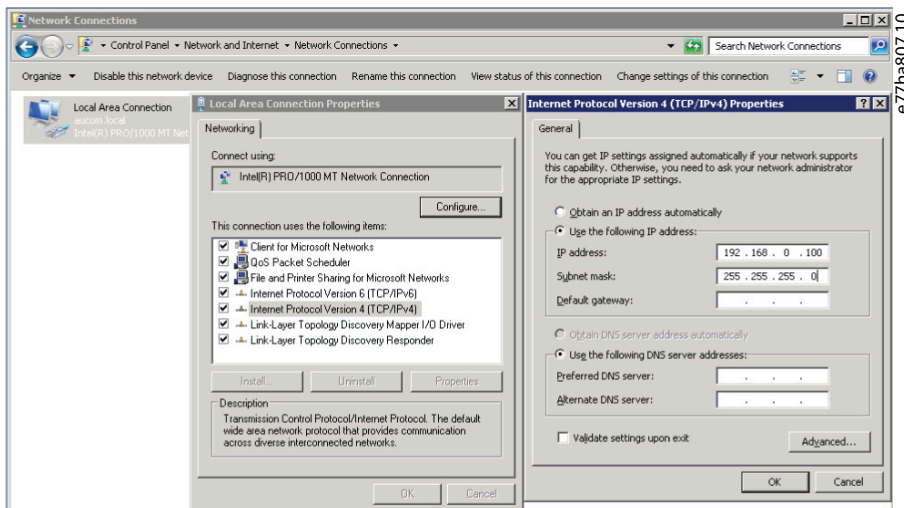 Network Connections
Control Panel Network and Internet Network Connections
Search Network Connections
Organize Disable this network device Diagnose this connection Rename this connection View status of this connection Change settings of this connection
Local Area Connection
aucom.local
Intel(R) PRO/1000 MT Net
Local Area Connection Properties
Networking
Connect using:
Intel(R) PRO/1000 MT Network Connection
Configure...
This connection uses the following items:
Client for Microsoft Networks
QoS Packet Scheduler
File and Printer Sharing for Microsoft Networks
Internet Protocol Version 6 (TCP/IPv6)
Internet Protocol Version 4 (TCP/IPv4)
Link-Layer Topology Discovery Mapper I/O Driver
Link-Layer Topology Discovery Responder
Install... Uninstall Properties
Description
Transmission Control Protocol/Internet Protocol. The default
wide area network protocol that provides communication
across diverse interconnected networks.
OK Cancel
Internet Protocol Version 4 (TCP/IPv4) Properties
General
You can get IP settings assigned automatically if your network supports
this capability. Otherwise, you need to ask your network administrator
for the appropriate IP settings.
Obtain an IP address automatically
Use the following IP address:
IP address: 192 . 168 . 0 . 100
Subnet mask: 255 . 255 . 255 . 0
Default gateway: . . .
Obtain DNS server address automatically
Use the following DNS server addresses:
Preferred DNS server: . . .
Alternate DNS server: . . .
Validate settings upon exit
Advanced...
OK Cancel
e77ha807.10